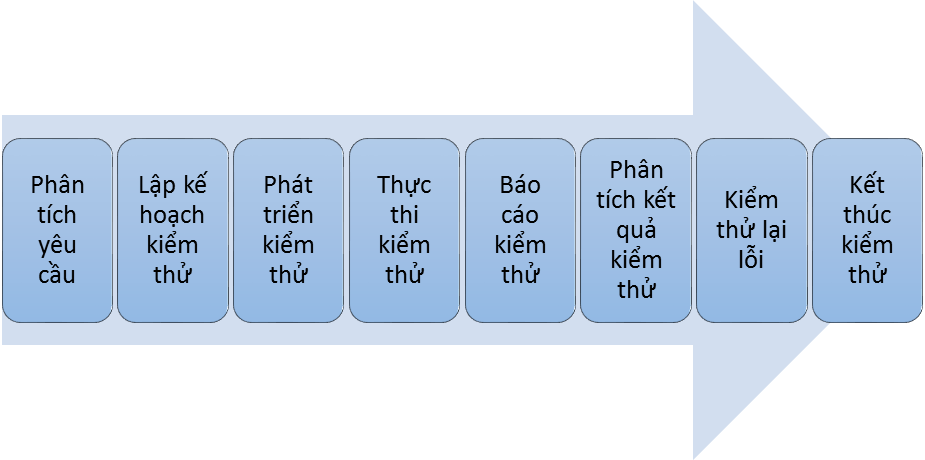 Phân
tích
yêu
cầu
Lập kế
hoạch
kiểm
thử
Phát
triển
kiểm
thử
Thực
thi
kiểm
thử
Báo
cáo
kiểm
thử
Phân
tích kết
quả
kiểm
thử
Kiểm
thử lại
lỗi
Kết
thúc
kiểm
thử